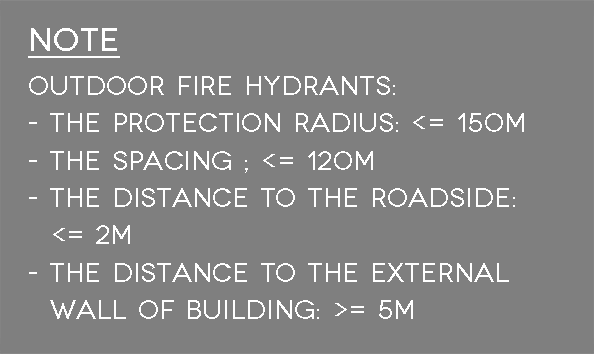 NOTE
OUTDOOR FIRE HYDRANTS:
- THE PROTECTION RADIUS: <= 150M
- THE SPACING ; <= 120M
- THE DISTANCE TO THE ROADSIDE:
<= 2M
- THE DISTANCE TO THE EXTERNAL
WALL OF BUILDING: >= 5M